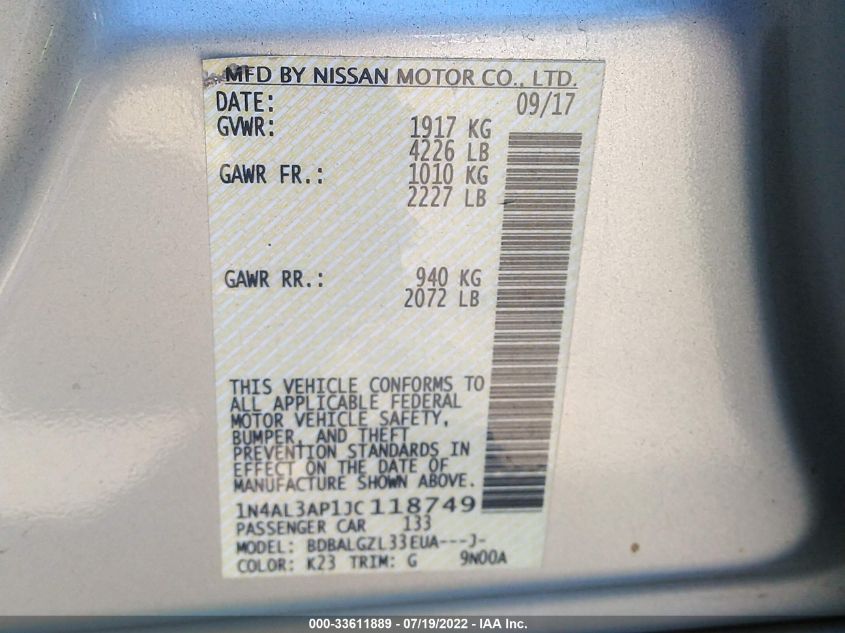 MFD BY NISSAN MOTOR CO., LTD.
DATE: 09/17
GVWR: 1917 KG
4226 LB
GAWR FR.: 1010 KG
2227 LB
GAWR RR.: 940 KG
2072 LB
THIS VEHICLE CONFORMS TO
ALL APPLICABLE FEDERAL
MOTOR VEHICLE SAFETY,
BUMPER, AND THEFT
PREVENTION STANDARDS IN
EFFECT ON THE DATE OF
MANUFACTURE SHOWN ABOVE.
1N4AL3AP1JC118749
PASSENGER CAR 133
MODEL: BDBALGZL33EUA---J-
COLOR: K23 TRIM: G 9N00A
000-33611889 - 07/19/2022 - IAA Inc.